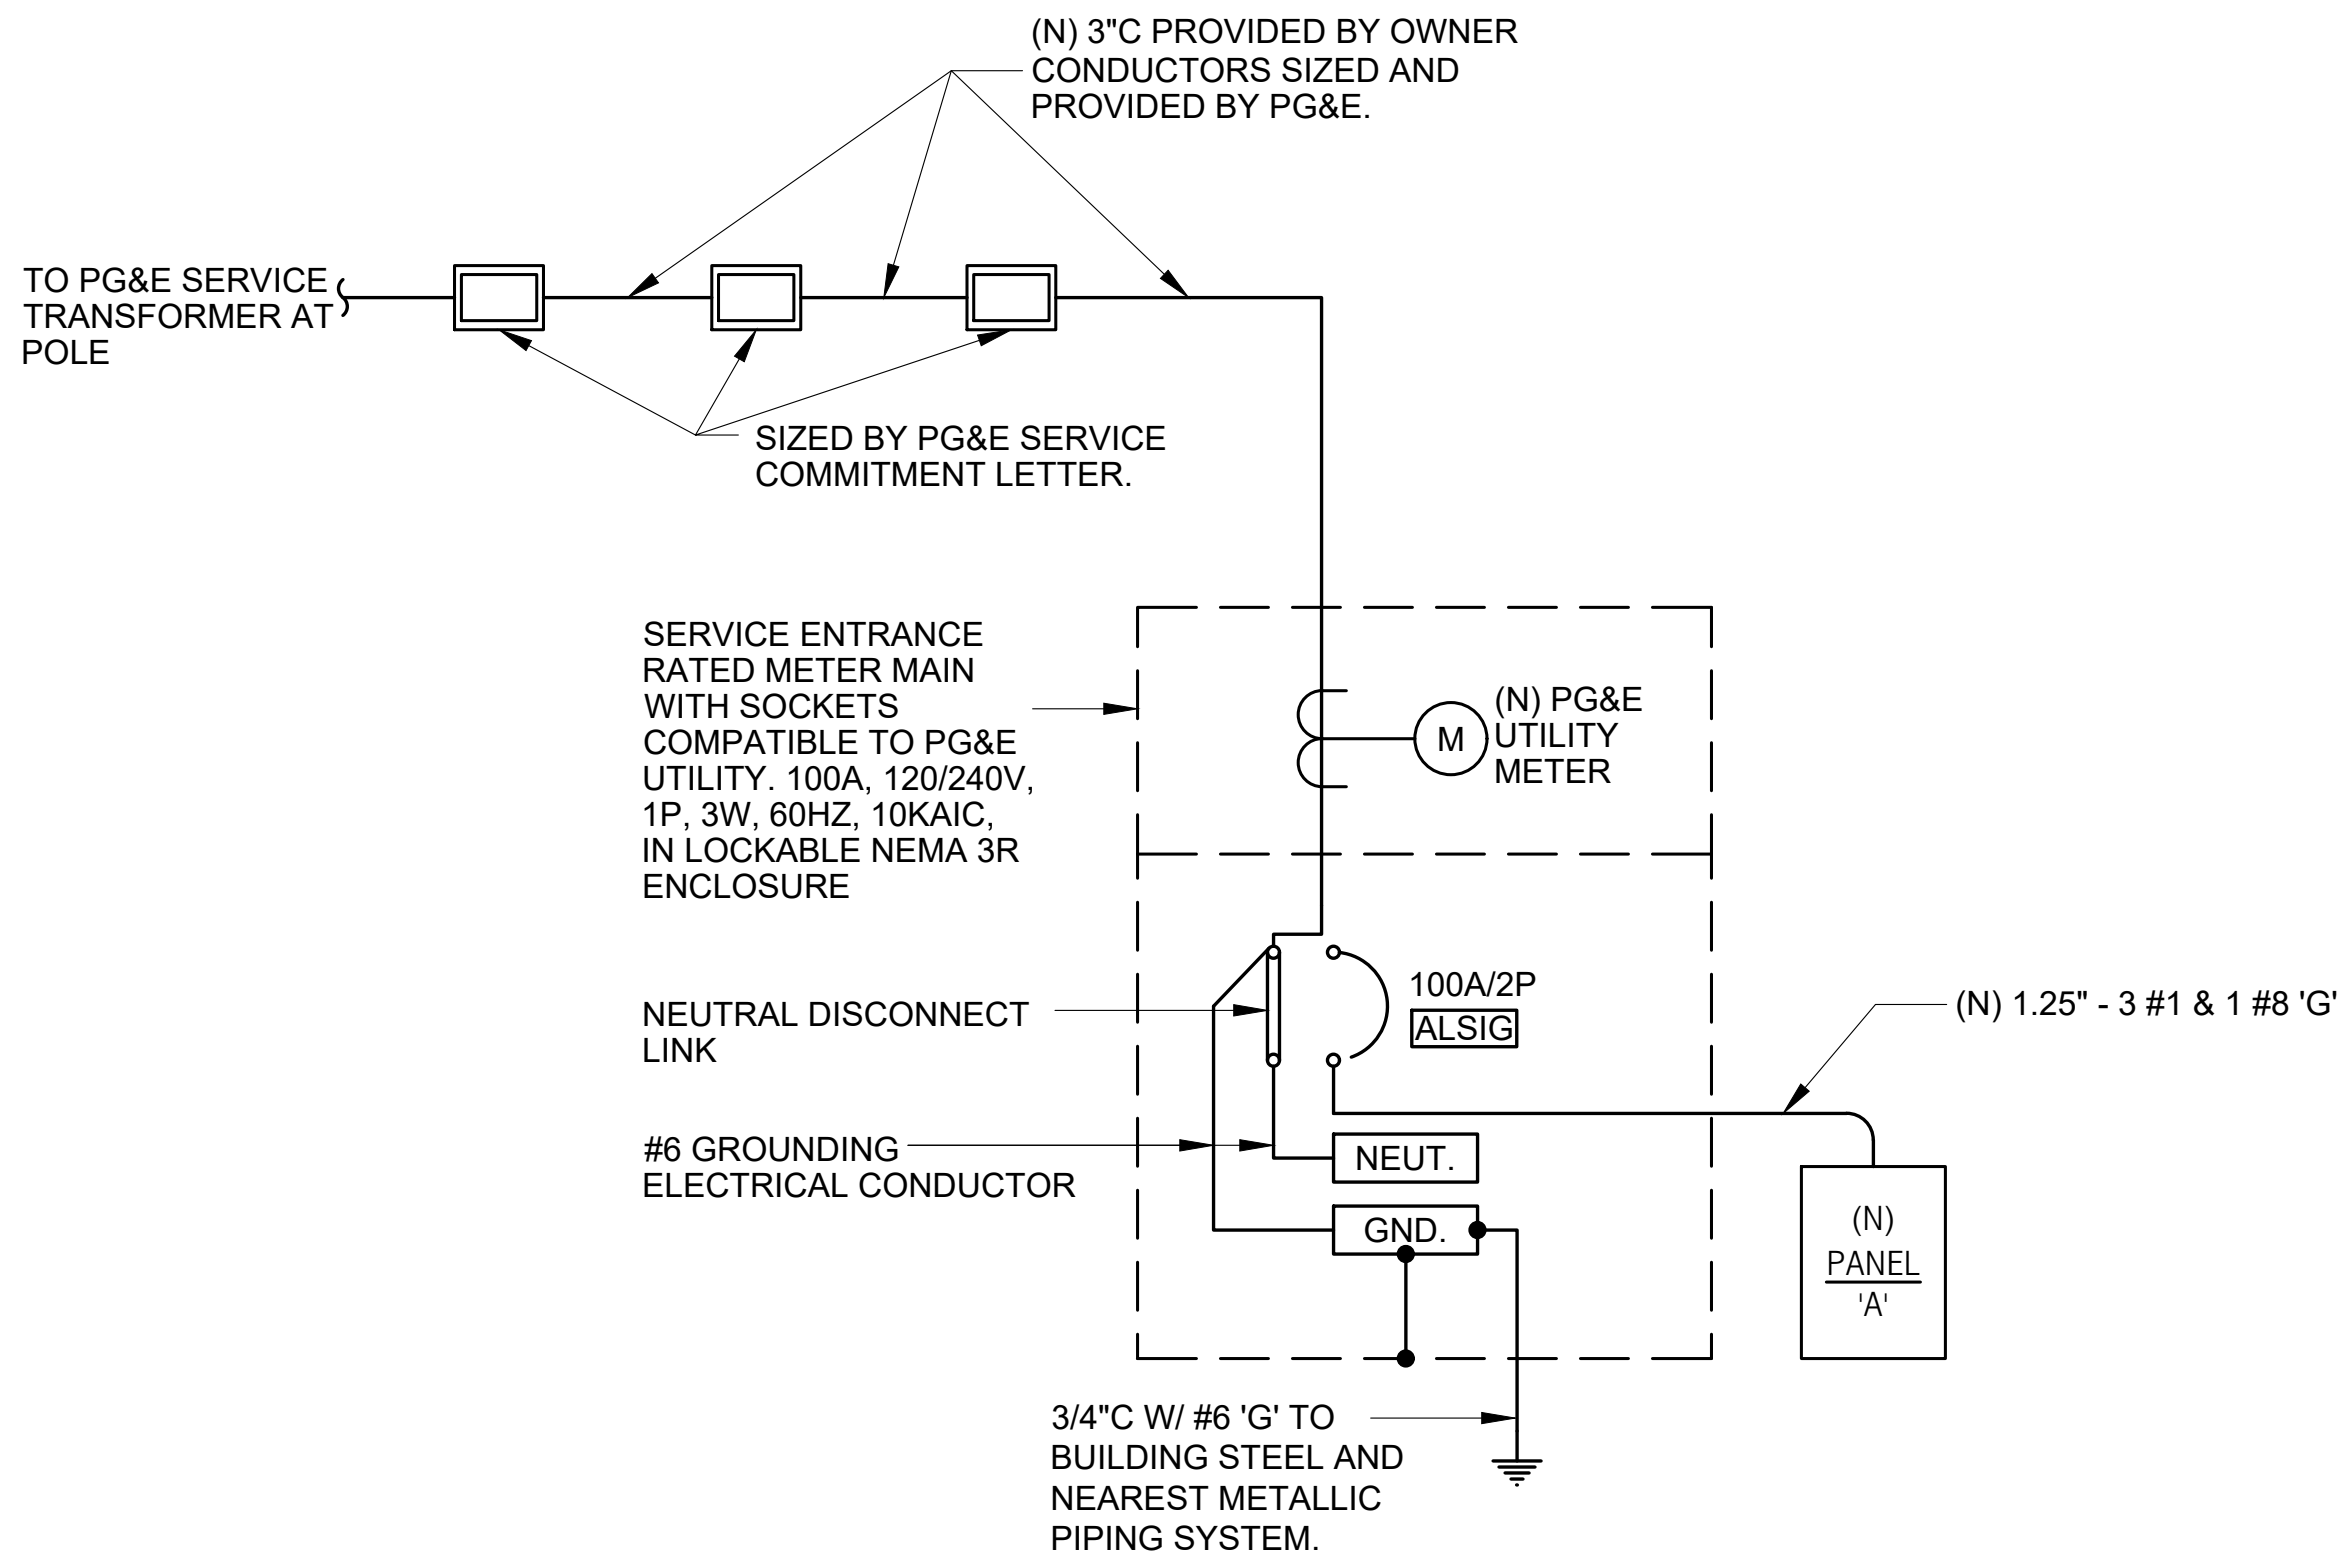 (N) 3"C PROVIDED BY OWNER
CONDUCTORS SIZED AND
PROVIDED BY PG&E.
TO PG&E SERVICE
TRANSFORMER AT
POLE
SIZED BY PG&E SERVICE
COMMITMENT LETTER.
SERVICE ENTRANCE
RATED METER MAIN
WITH SOCKETS
COMPATIBLE TO PG&E
UTILITY. 100A, 120/240V,
1P, 3W, 60HZ, 10KAIC,
IN LOCKABLE NEMA 3R
ENCLOSURE
M
(N) PG&E
UTILITY
METER
NEUTRAL DISCONNECT
LINK
100A/2P
ALSIG
(N) 1.25" - 3 #1 & 1 #8 'G'
#6 GROUNDING
ELECTRICAL CONDUCTOR
NEUT.
GND.
(N)
PANEL
'A'
3/4"C W/ #6 'G' TO
BUILDING STEEL AND
NEAREST METALLIC
PIPING SYSTEM.